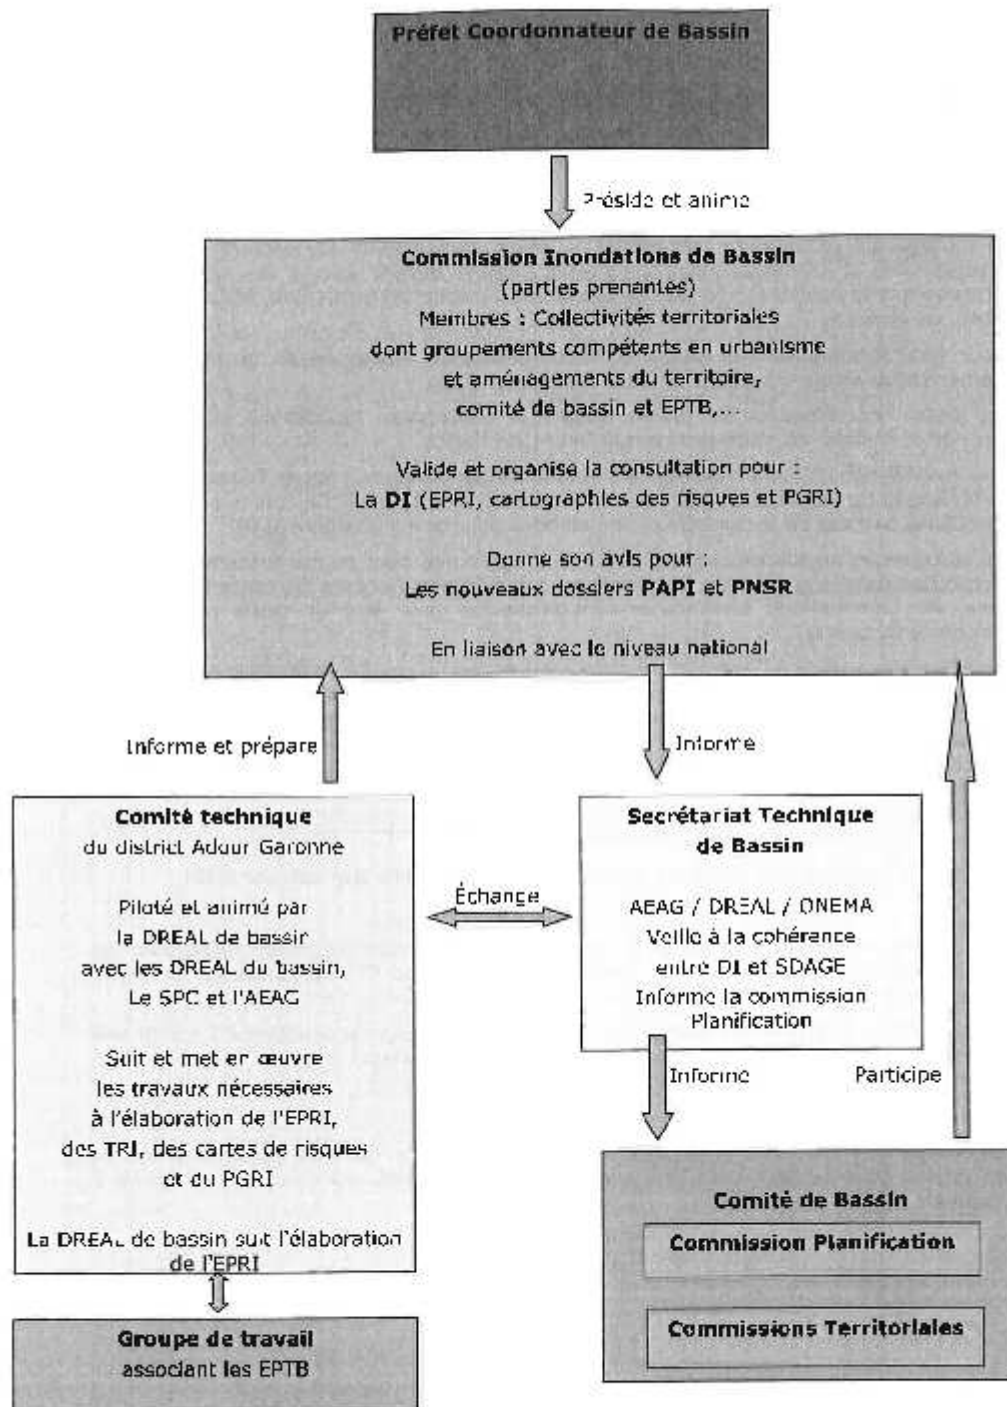 Préfet Coordonnateur de Bassin
Préside et anime
Commission Inondations de Bassin
(parties prenantes)
Membres : Collectivités territoriales
dont groupements compétents en urbanisme
et aménagements du territoire,
comité de bassin et EPTB,...
Valide et organise la consultation pour :
La DI (EPRI, cartographies des risques et PGRI)
Donne son avis pour :
Les nouveaux dossiers PAPI et PNSR
En liaison avec le niveau national
Informe et prépare
Informe
Comité technique
du district Adour Garonne
Piloté et animé par
la DREAL de bassin
avec les DREAL du bassin,
Le SPC et l'AEAG
Suit et met en œuvre
les travaux nécessaires
à l'élaboration de l'EPRI,
des TRI, des cartes de risques
et du PGRI
La DREAL de bassin suit l'élaboration
de l'EPRI
Échange
Secrétariat Technique
de Bassin
AEAG / DREAL / ONEMA
Veille à la cohérence
entre DI et SDAGE
Informe la commission
Planification
Informe
Participe
Comité de Bassin
Commission Planification
Commissions Territoriales
Groupe de travail
associant les EPTB